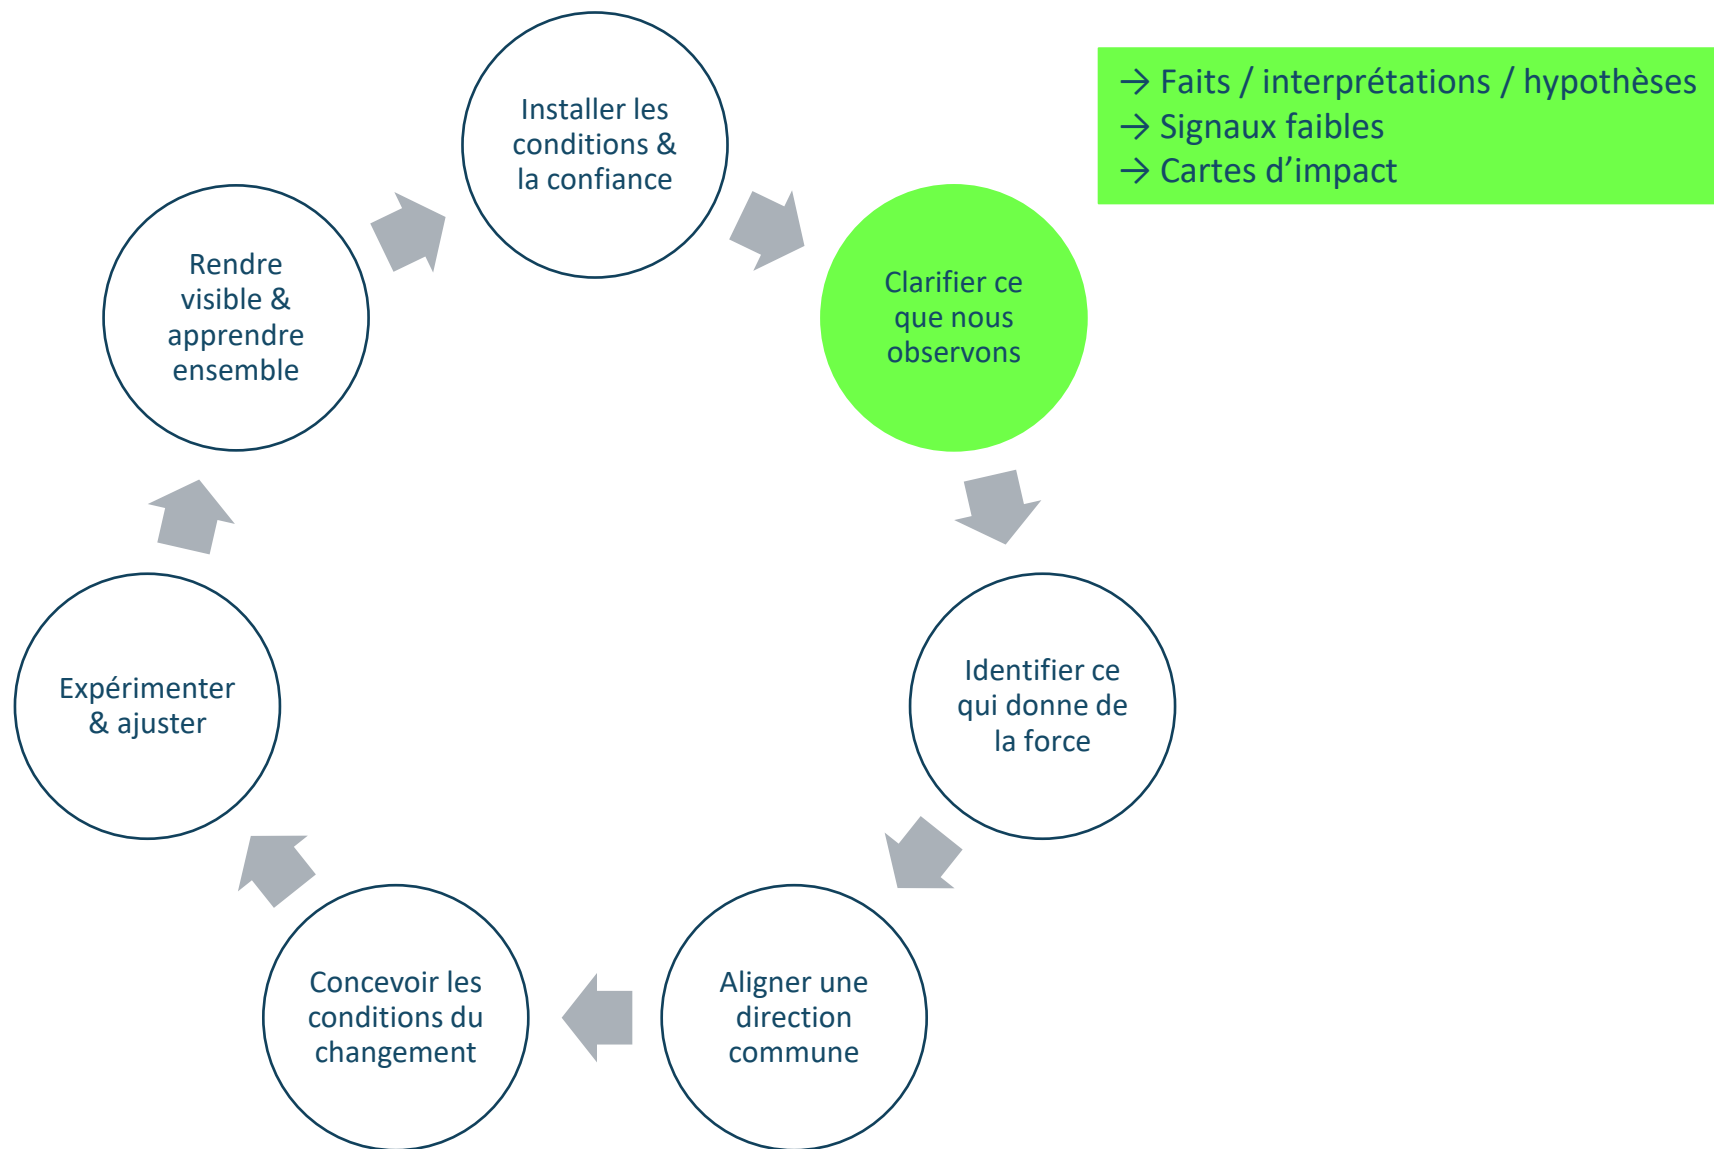 Installer les
conditions &
la confiance
→ Faits / interprétations / hypothèses
→ Signaux faibles
→ Cartes d’impact
Clarifier ce
que nous
observons
Identifier ce
qui donne de
la force
Aligner une
direction
commune
Concevoir les
conditions du
changement
Expérimenter
& ajuster
Rendre
visible &
apprendre
ensemble